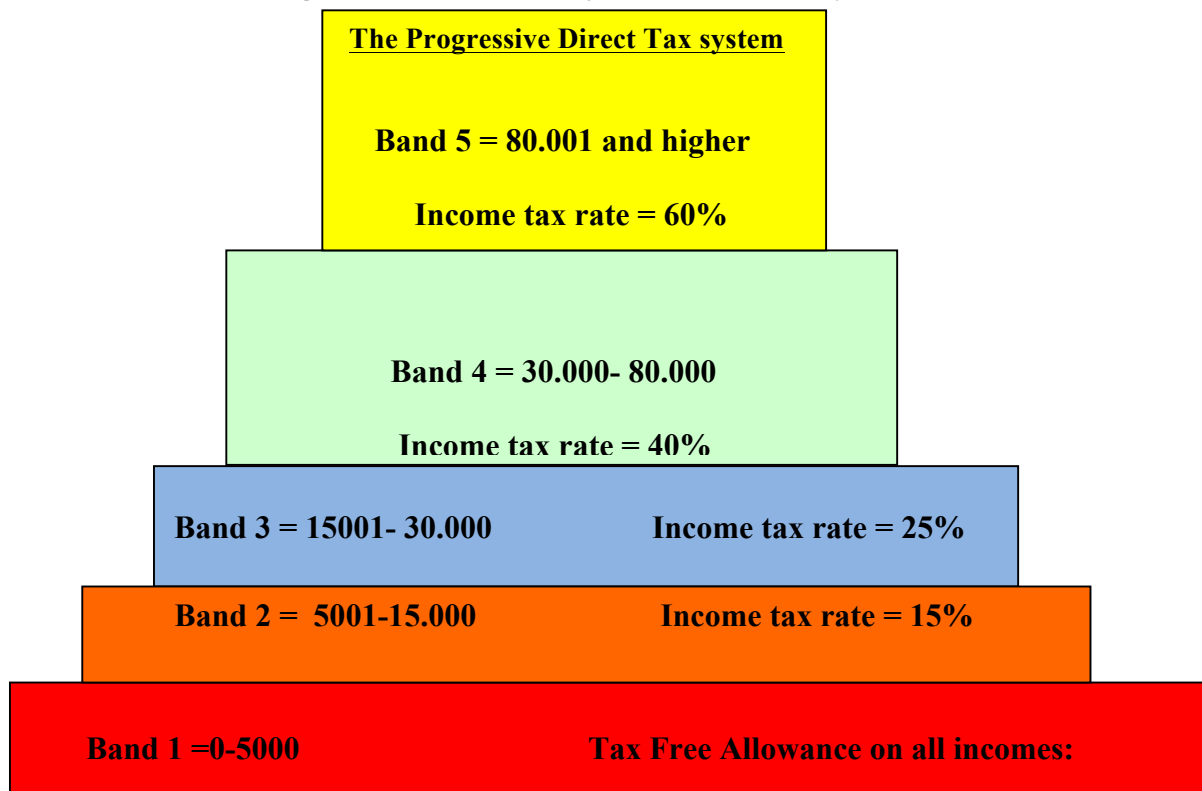 The Progressive Direct Tax system
Band 5 = 80.001 and higher
Income tax rate = 60%
Band 4 = 30.000- 80.000
Income tax rate = 40%
Band 3 = 15001- 30.000 Income tax rate = 25%
Band 2 = 5001-15.000 Income tax rate = 15%
Band 1 =0-5000 Tax Free Allowance on all incomes: